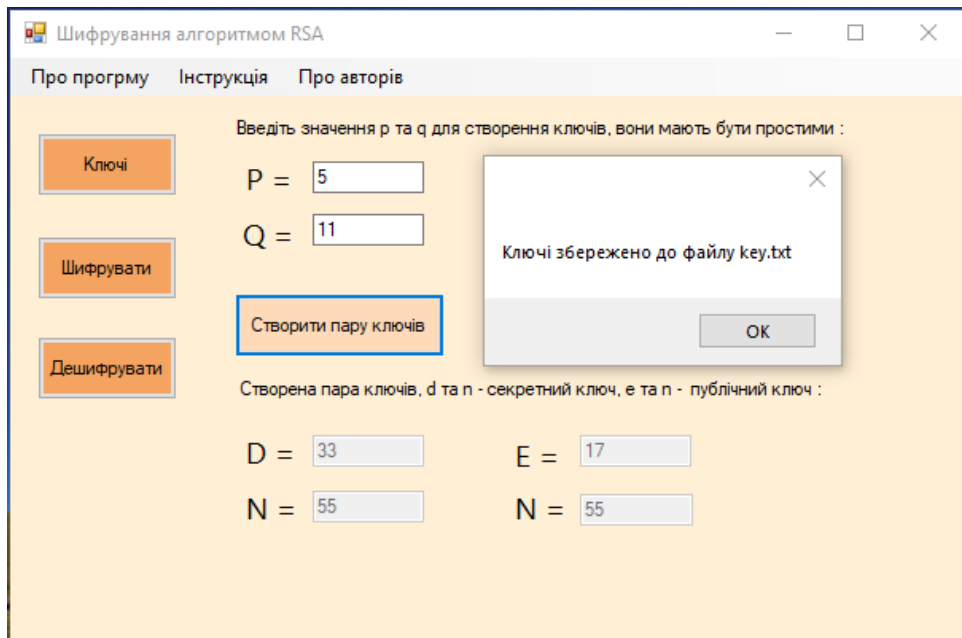 Шифрування алгоритмом RSA
Про прогрму Інструкція Про авторів
Введіть значення p та q для створення ключів, вони мають бути простими :
Ключі
P = 5
Q = 11
Ключі збережено до файлу key.txt
OK
Шифрувати
Створити пару ключів
Дешифрувати
Створена пара ключів, d та n - секретний ключ, e та n - публічний ключ :
D = 33 E = 17
N = 55 N = 55